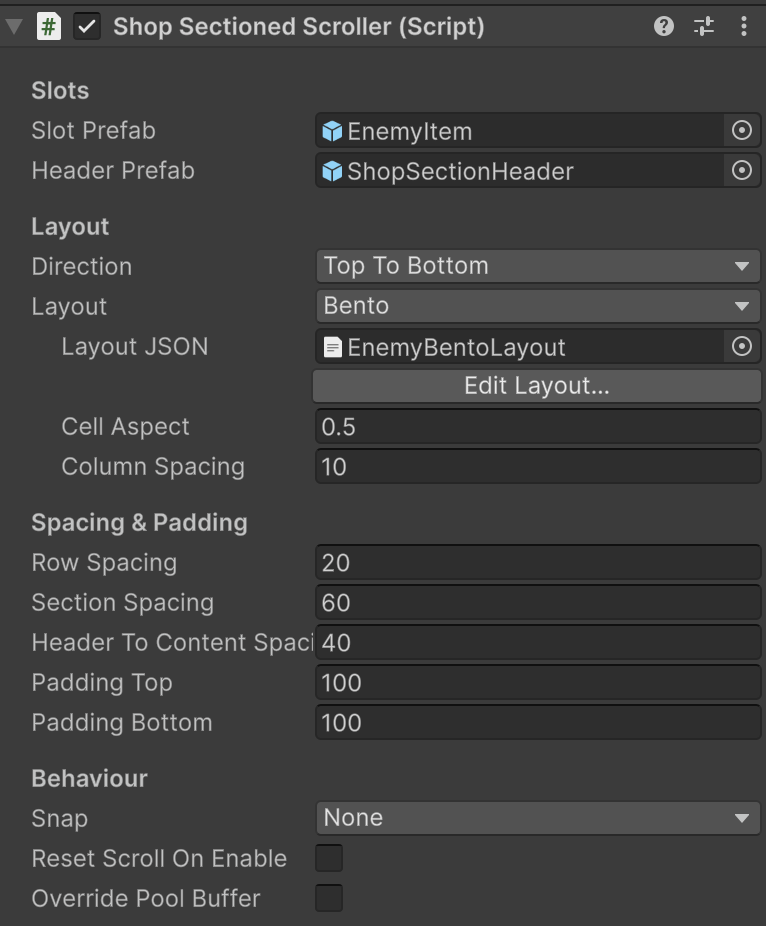 Shop Sectioned Scroller (Script)
Slots
Slot Prefab EnemyItem
Header Prefab ShopSectionHeader
Layout
Direction Top To Bottom
Layout Bento
Layout JSON EnemyBentoLayout
Edit Layout...
Cell Aspect 0.5
Column Spacing 10
Spacing & Padding
Row Spacing 20
Section Spacing 60
Header To Content Spaci 40
Padding Top 100
Padding Bottom 100
Behaviour
Snap None
Reset Scroll On Enable
Override Pool Buffer